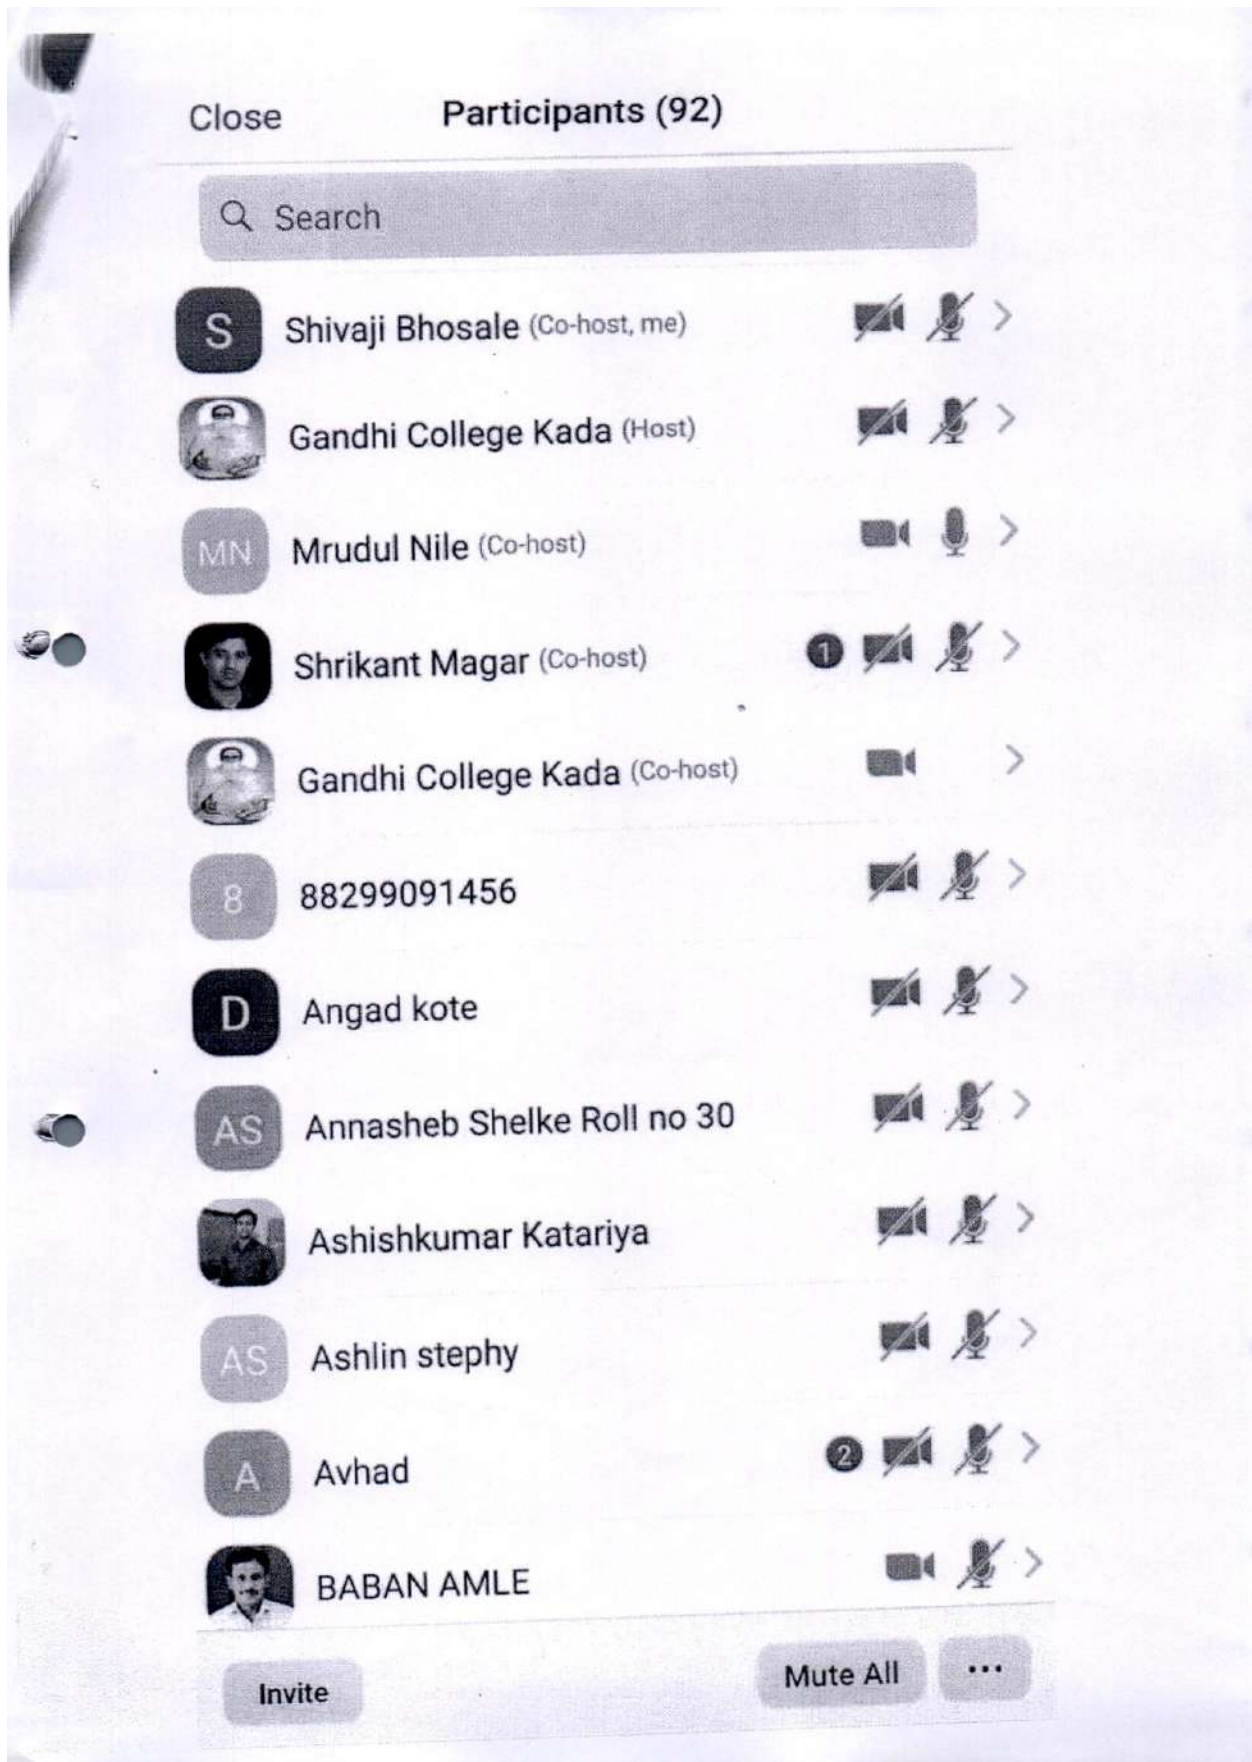 Close Participants (92)
Search
S Shivaji Bhosale (Co-host, me)
Gandhi College Kada (Host)
MN Mrudul Nile (Co-host)
Shrikant Magar (Co-host) 1
Gandhi College Kada (Co-host)
8 88299091456
D Angad kote
AS Annasheb Shelke Roll no 30
Ashishkumar Katariya
AS Ashlin stephy
A Avhad 2
BABAN AMLE
Invite Mute All ...